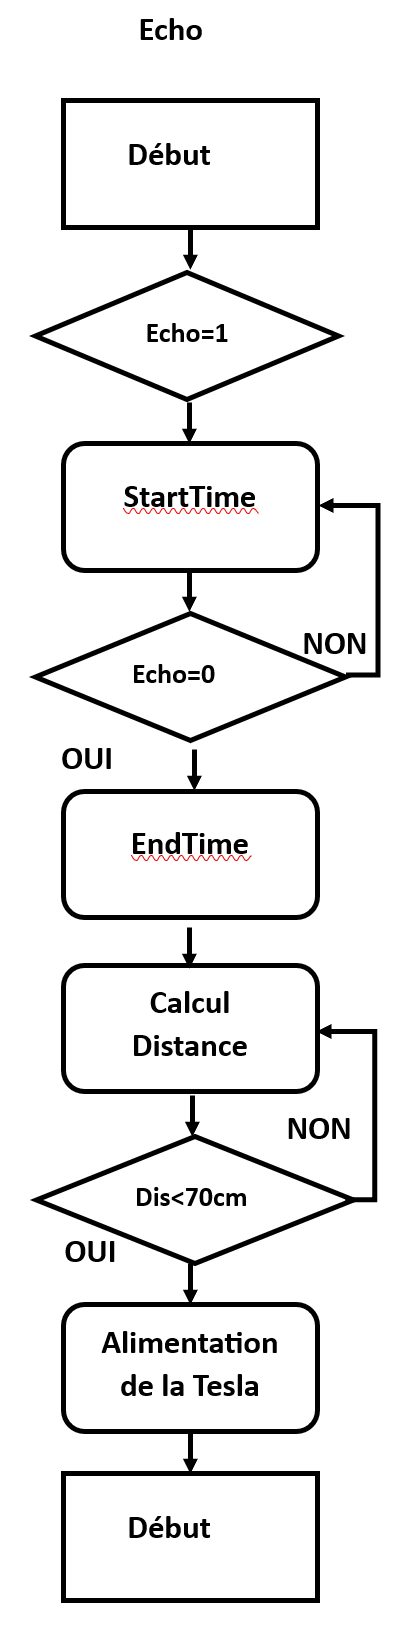 Echo
Début
Echo=1
StartTime
NON
Echo=0
OUI
EndTime
Calcul
Distance
NON
Dis<70cm
OUI
Alimentation
de la Tesla
Début